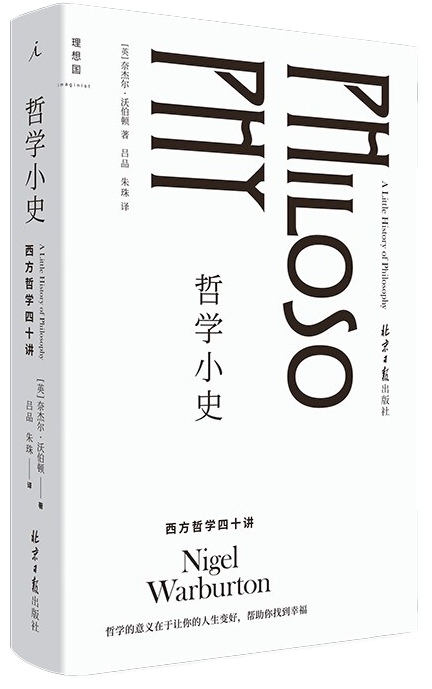 理想国
imaginist
[英]奈杰尔·沃伯顿 著 吕品 朱珠 译
PHILOSO
PHY
A Little History of Philosophy
哲学小史
北京日报出版社
西方哲学四十讲
Nigel
Warburton
哲学的意义在于让你的人生变好，帮助你找到幸福
哲学小史
A Little History of Philosophy
西方哲学四十讲
[英]奈杰尔·沃伯顿——著
吕品 朱珠——译
北京日报出版社